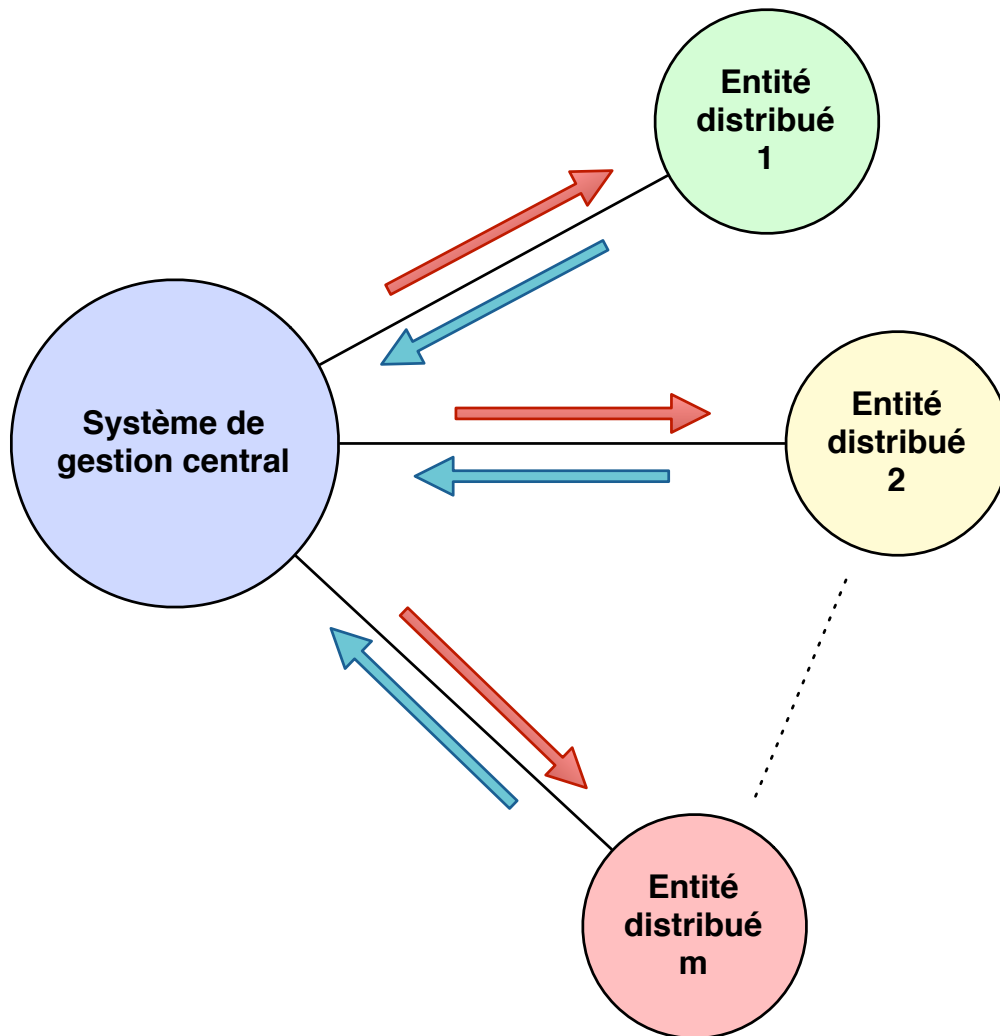 Entité
distribué
1
Système de
gestion central
Entité
distribué
2
Entité
distribué
m